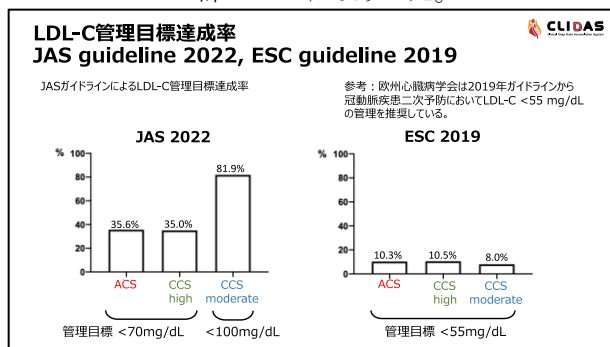 LDL-C管理目標達成率
JAS guideline 2022, ESC guideline 2019
CLIDAS
JASガイドラインによるLDL-C管理目標達成率
参考：欧州心臓病学会は2019年ガイドラインから
冠動脈疾患二次予防においてLDL-C <55 mg/dL
の管理を推奨している。
JAS 2022
%
100
80
60
40
20
35.6%
35.0%
81.9%
ACS
CCS
high
CCS
moderate
管理目標 <70mg/dL
<100mg/dL
ESC 2019
%
100
80
60
40
20
10.3%
10.5%
8.0%
ACS
CCS
high
CCS
moderate
管理目標 <55mg/dL